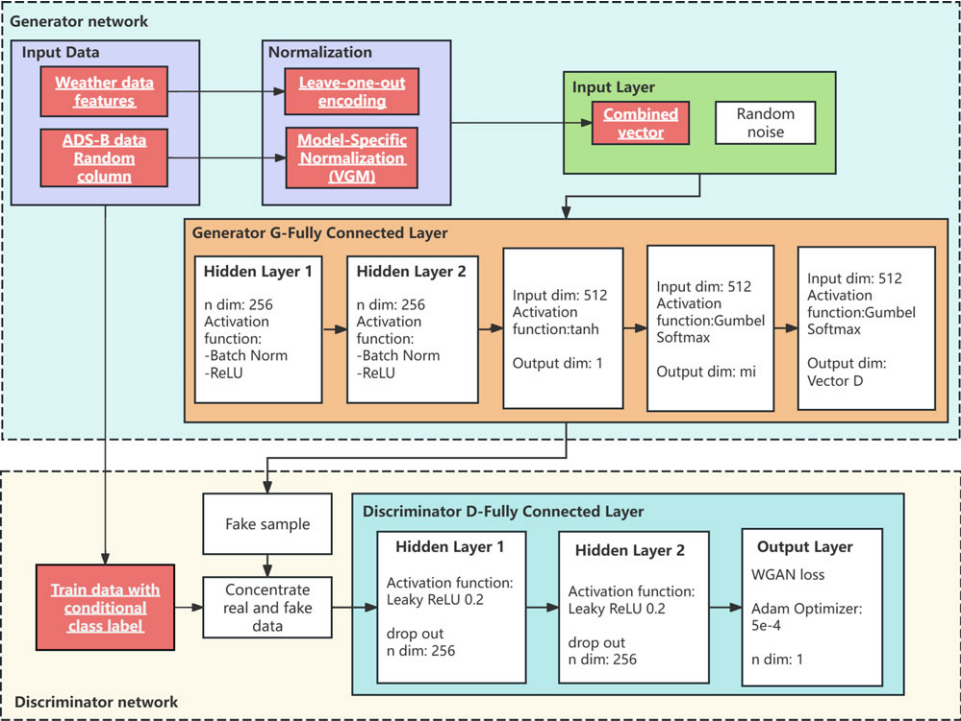 Generator network
Input Data
Weather data
features
ADS-B data
Random
column
Normalization
Leave-one-out
encoding
Model-Specific
Normalization
(VGM)
Input Layer
Combined
vector
Random
noise
Generator G-Fully Connected Layer
Hidden Layer 1
n dim: 256
Activation
function:
-Batch Norm
-ReLU
Hidden Layer 2
n dim: 256
Activation
function:
-Batch Norm
-ReLU
Input dim: 512
Activation
function:tanh
Output dim: 1
Input dim: 512
Activation
function:Gumbel
Softmax
Output dim: mi
Input dim: 512
Activation
function:Gumbel
Softmax
Output dim:
Vector D
Fake sample
Train data with
conditional
class label
Concentrate
real and fake
data
Discriminator D-Fully Connected Layer
Hidden Layer 1
Activation function:
Leaky ReLU 0.2
drop out
n dim: 256
Hidden Layer 2
Activation function:
Leaky ReLU 0.2
drop out
n dim: 256
Output Layer
WGAN loss
Adam Optimizer:
5e-4
n dim: 1
Discriminator network